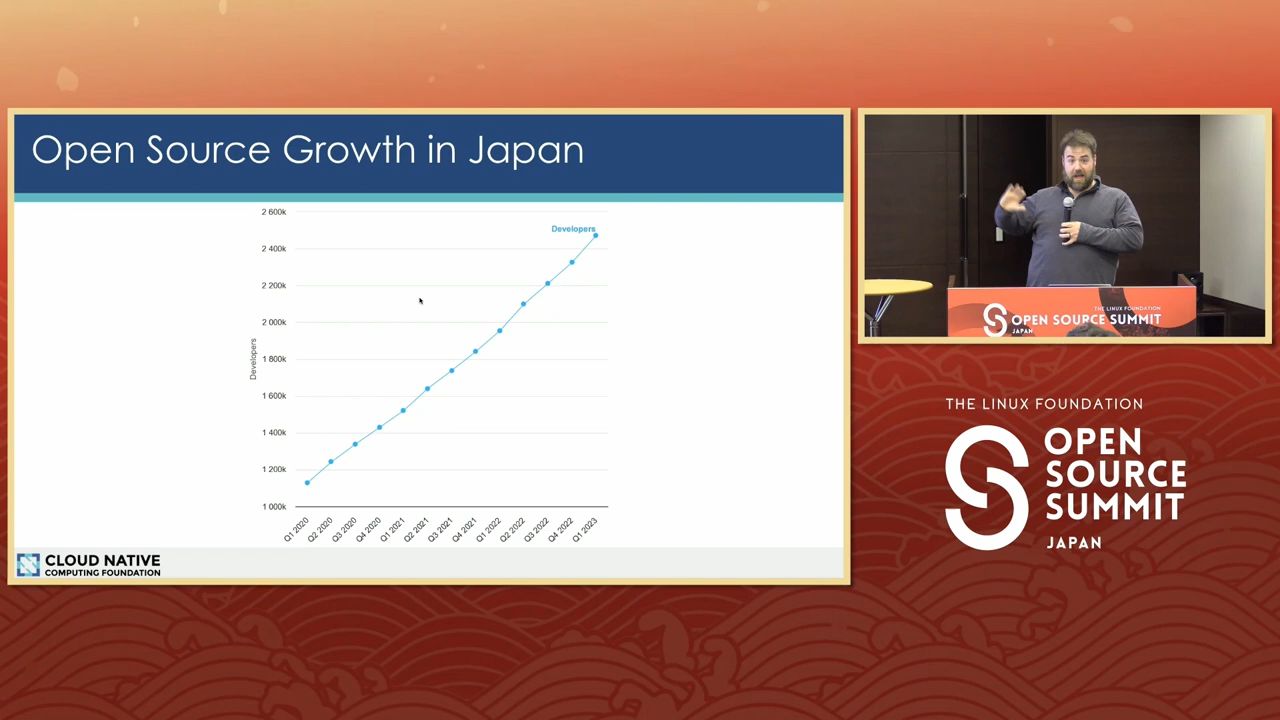 Open Source Growth in Japan
2 600k
2 400k
2 200k
2 000k
1 800k
1 600k
1 400k
1 200k
1 000k
Developers
Developers
Q1 2020
Q2 2020
Q3 2020
Q4 2020
Q1 2021
Q2 2021
Q3 2021
Q4 2021
Q1 2022
Q2 2022
Q3 2022
Q4 2022
Q1 2023
CLOUD NATIVE
COMPUTING FOUNDATION
THE LINUX FOUNDATION
OPEN SOURCE SUMMIT
JAPAN
THE LINUX FOUNDATION
OPEN
SOURCE
SUMMIT
JAPAN